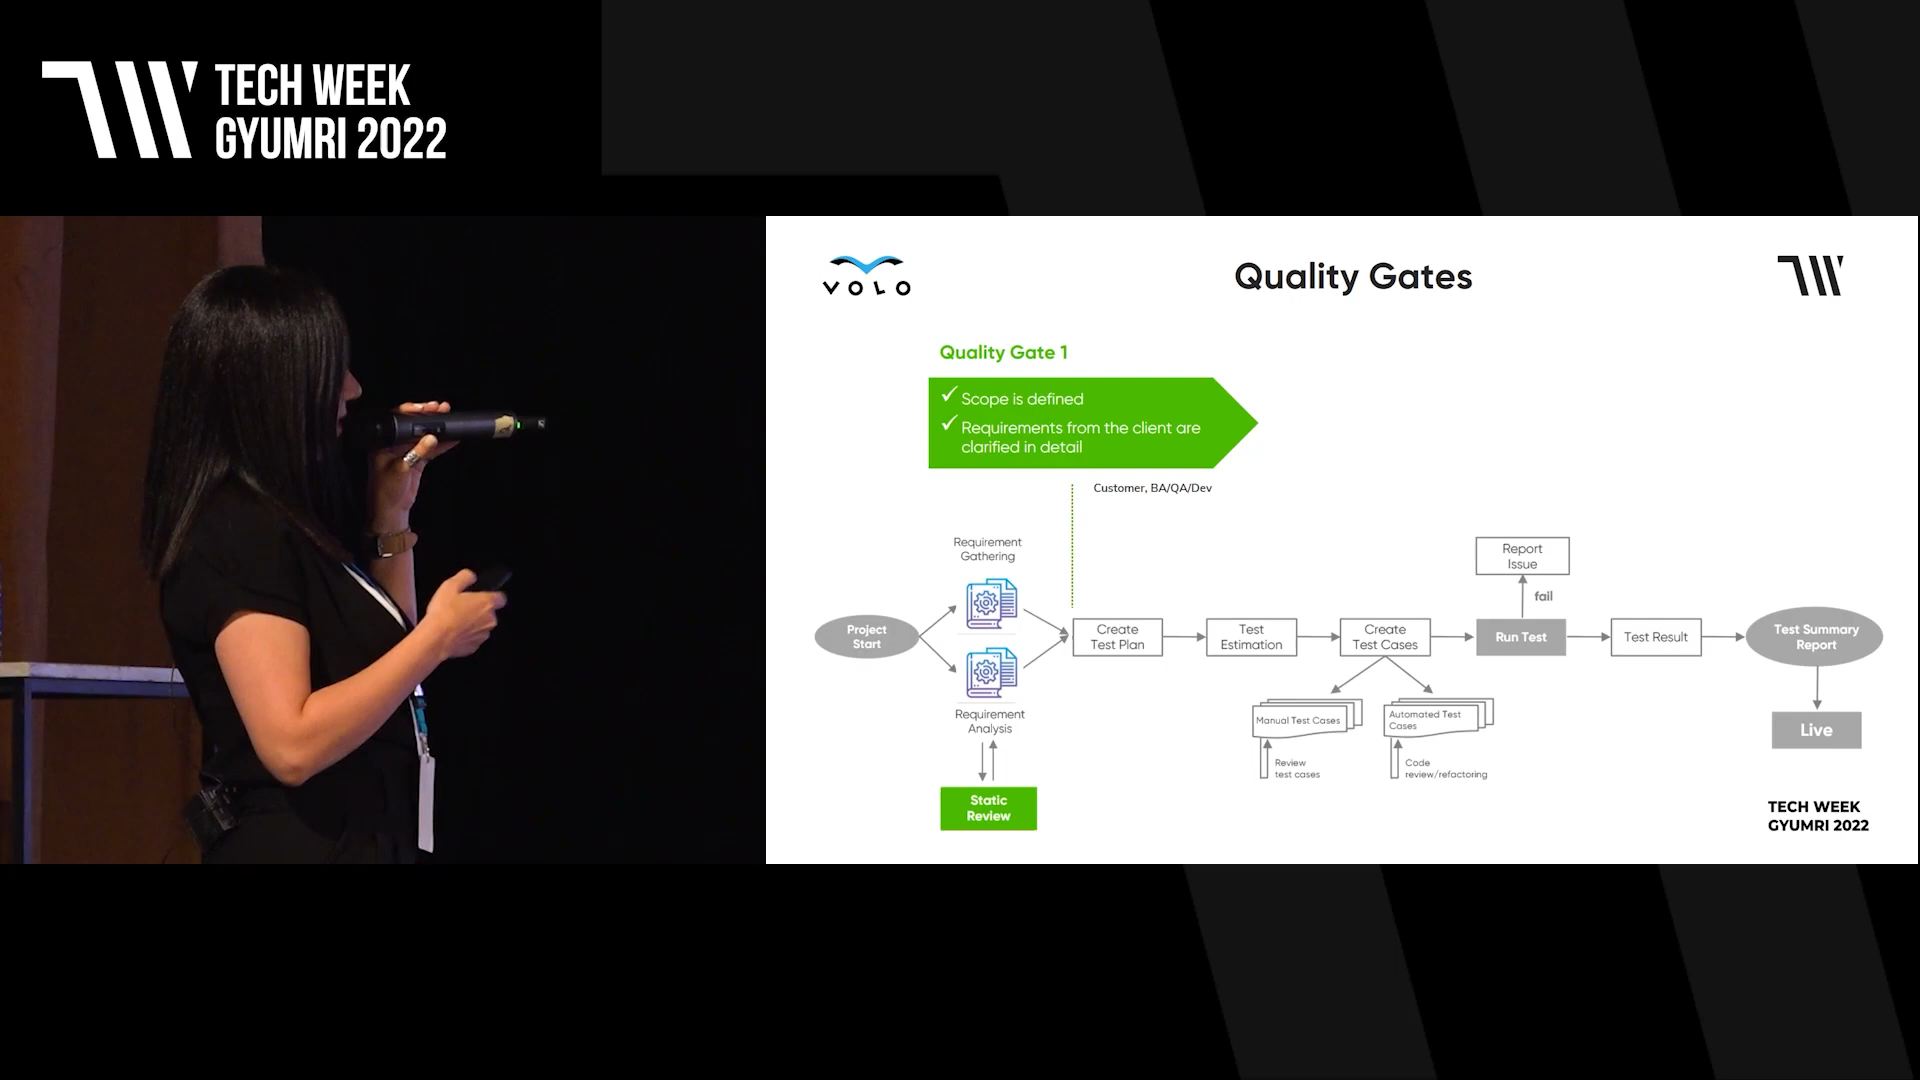 TECH WEEK
GYUMRI 2022
VOLO
Quality Gates
Quality Gate 1
Scope is defined
Requirements from the client are
clarified in detail
Customer, BA/QA/Dev
Requirement
Gathering
Report
Issue
fail
Project
Start
Create
Test Plan
Test
Estimation
Create
Test Cases
Run Test
Test Result
Test Summary
Report
Requirement
Analysis
Manual Test Cases
Automated Test
Cases
Live
Review
test cases
Code
review/refactoring
Static
Review
TECH WEEK
GYUMRI 2022